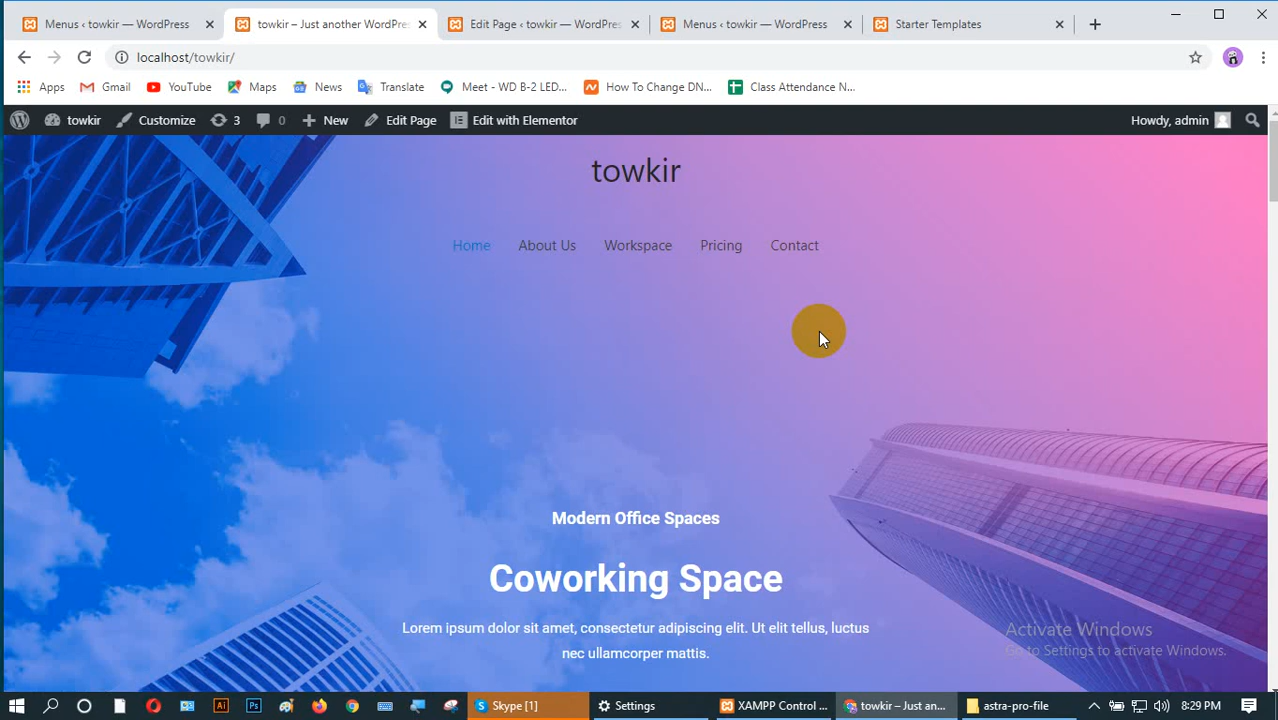 Menus ‹ towkir — WordPress
towkir – Just another WordPres
Edit Page ‹ towkir — WordPres
Menus ‹ towkir — WordPress
Starter Templates
localhost/towkir/
Apps
Gmail
YouTube
Maps
News
Translate
Meet - WD B-2 LED...
How To Change DN...
Class Attendance N...
towkir
Customize
3
0
New
Edit Page
Edit with Elementor
Howdy, admin
towkir
Home
About Us
Workspace
Pricing
Contact
Modern Office Spaces
Coworking Space
Lorem ipsum dolor sit amet, consectetur adipiscing elit. Ut elit tellus, luctus
nec ullamcorper mattis.
Activate Windows
Go to Settings to activate Windows.
Skype [1]
Settings
XAMPP Control ...
towkir – Just an...
astra-pro-file
8:29 PM